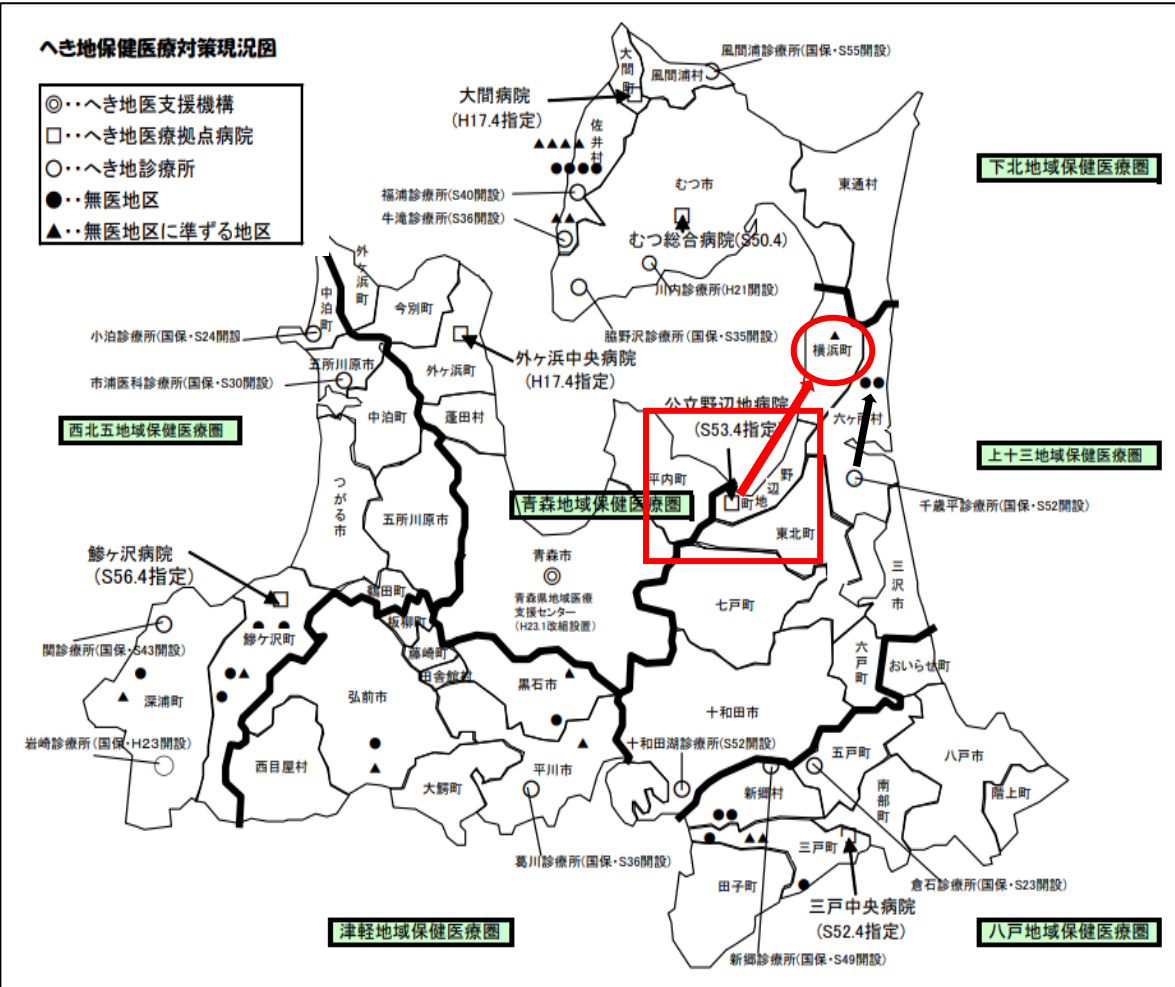 へき地保健医療対策現況図
◎・・へき地医支援機構
□・・へき地医療拠点病院
○・・へき地診療所
●・・無医地区
▲・・無医地区に準ずる地区
風間浦診療所(国保・S55開設)
大間町
風間浦村
大間病院
(H17.4指定)
佐井村
下北地域保健医療圏
むつ市
東通村
福浦診療所(S40開設)
牛滝診療所(S36開設)
むつ総合病院(S50.4)
川内診療所(H21開設)
脇野沢診療所(国保・S35開設)
外ヶ浜町
中泊町
今別町
小泊診療所(国保・S24開設
外ヶ浜中央病院
(H17.4指定)
横浜町
五所川原市
外ヶ浜町
市浦医科診療所(国保・S30開設)
中泊町
蓬田村
公立野辺地病院
(S53.4指定)
六ヶ所村
西北五地域保健医療圏
上十三地域保健医療圏
平内町
野辺地町
千歳平診療所(国保・S52開設)
つがる市
五所川原市
青森地域保健医療圏
東北町
鰺ヶ沢病院
(S56.4指定)
青森市
青森県地域医療
支援センター
(H23.1改組設置)
三沢市
鶴田町
七戸町
板柳町
関診療所(国保・S43開設)
鰺ケ沢町
藤崎町
六戸町
おいらせ町
田舎館村
黒石市
深浦町
弘前市
十和田市
岩崎診療所(国保・H23開設)
十和田湖診療所(S52開設)
五戸町
八戸市
西目屋村
平川市
大鰐町
新郷村
南部町
階上町
三戸町
葛川診療所(国保・S36開設)
田子町
倉石診療所(国保・S23開設)
三戸中央病院
(S52.4指定)
津軽地域保健医療圏
八戸地域保健医療圏
新郷診療所(国保・S49開設)